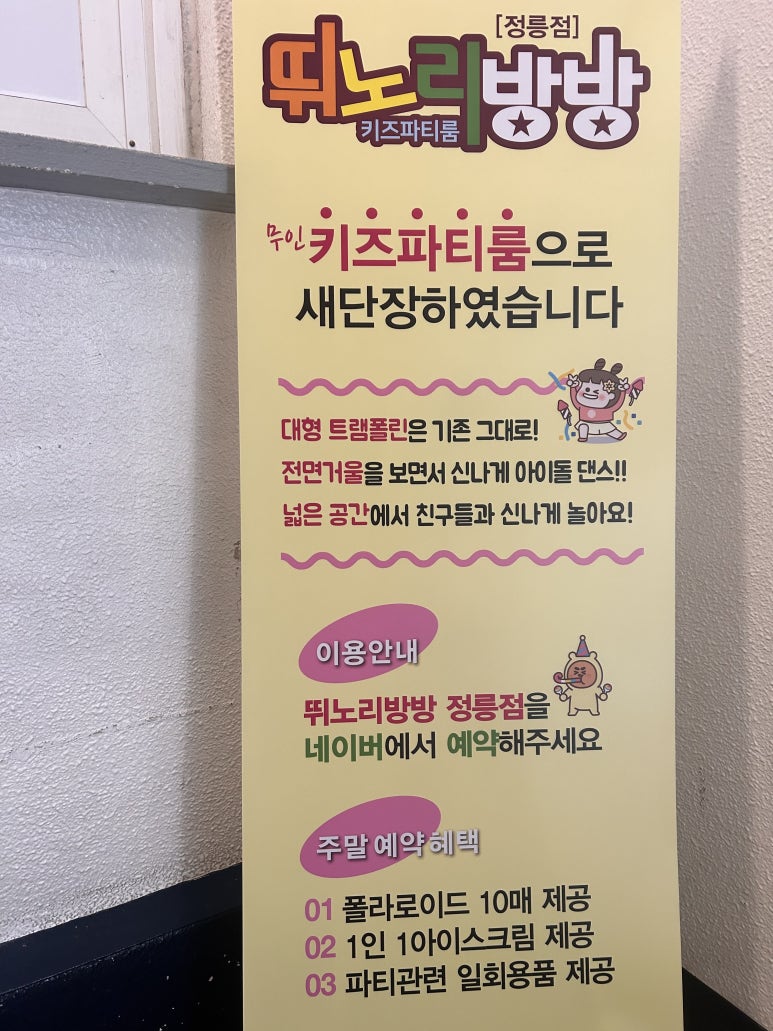 [정릉점]
뛰노리방방
키즈파티룸
무인 키즈파티룸으로
새단장하였습니다
대형 트램폴린은 기존 그대로!
전면거울을 보면서 신나게 아이돌 댄스!!
넓은 공간에서 친구들과 신나게 놀아요!
이용안내
뛰노리방방 정릉점을
네이버에서 예약해주세요
주말 예약 혜택
01 폴라로이드 10매 제공
02 1인 1아이스크림 제공
03 파티관련 일회용품 제공